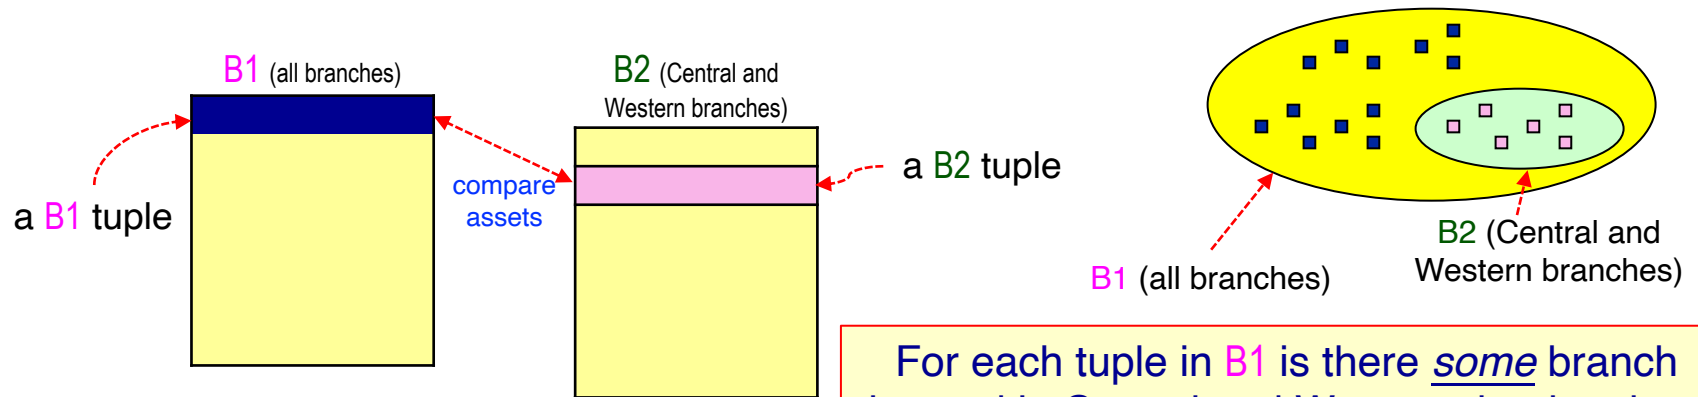 B1 (all branches)
B2 (Central and
Western branches)
a B1 tuple
compare
assets
a B2 tuple
B1 (all branches)
B2 (Central and
Western branches)
For each tuple in B1 is there some branch